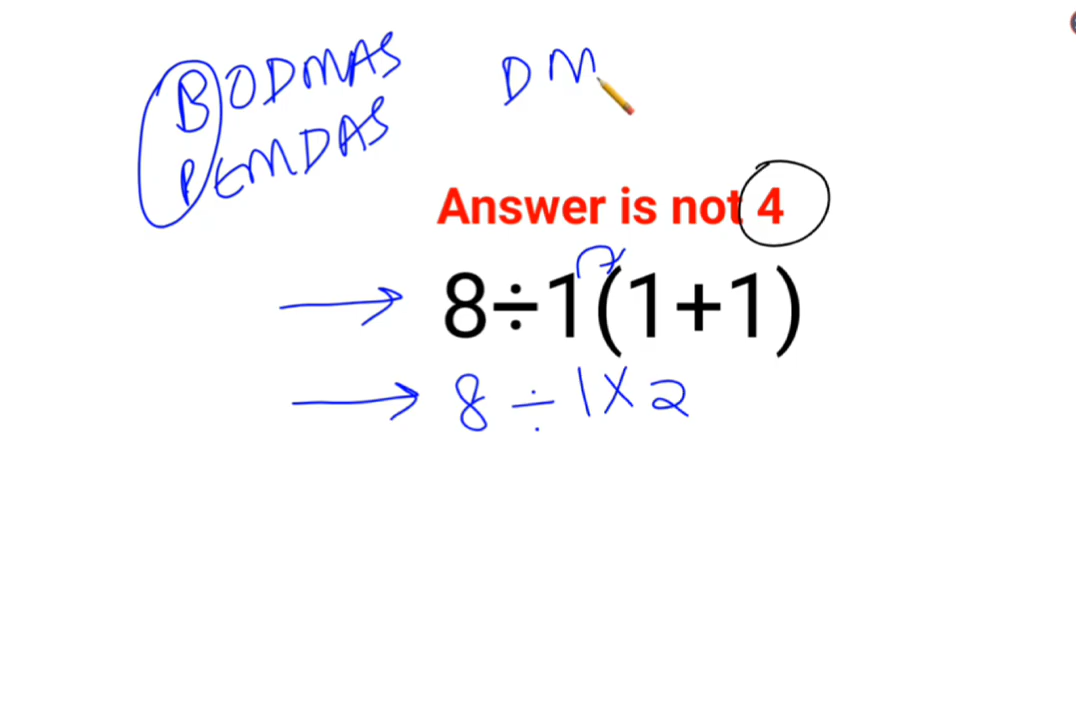 BODMAS DM
PEMDAS
Answer is not 4
8÷1(1+1)
→ 8÷1×2